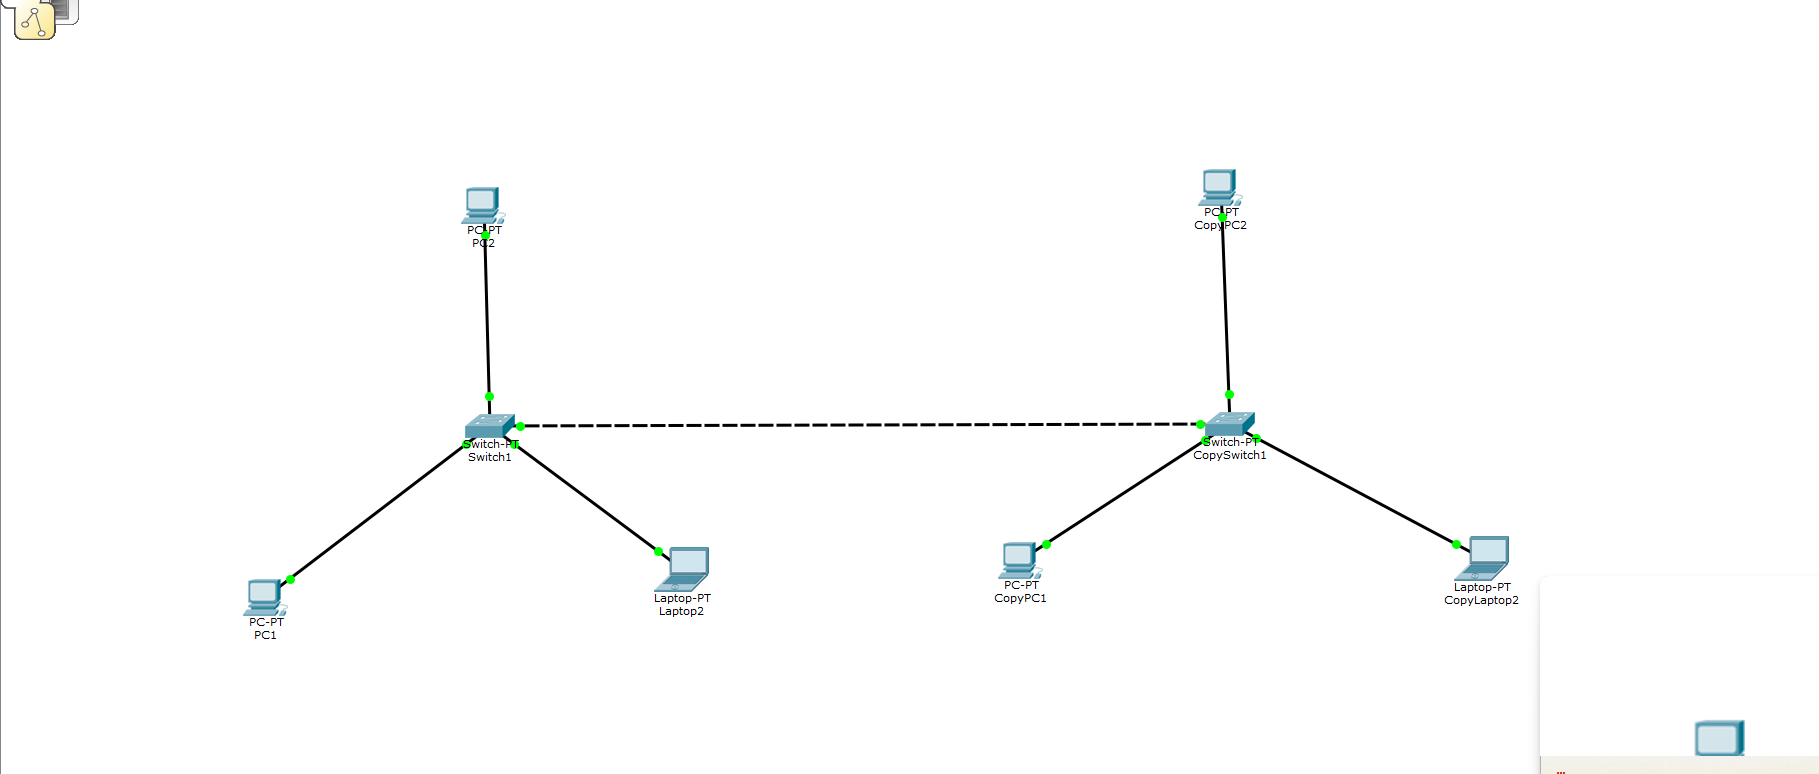 PC-PT
PC2
PC-PT
CopyPC2
Switch-PT
Switch1
Switch-PT
CopySwitch1
PC-PT
PC1
Laptop-PT
Laptop2
PC-PT
CopyPC1
Laptop-PT
CopyLaptop2